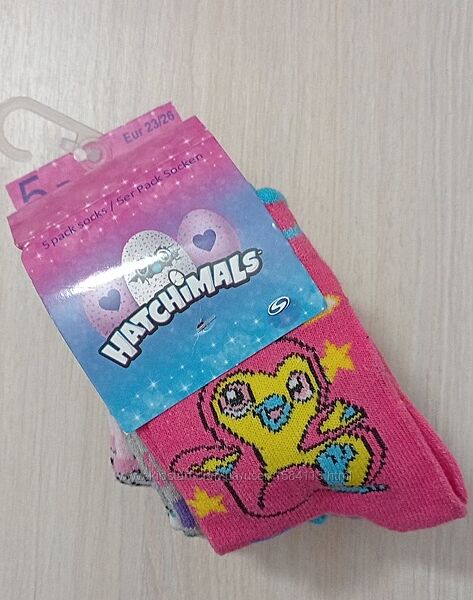 5
Eur 23/26
5 pack socks / 5er Pack Socken
HATCHIMALS